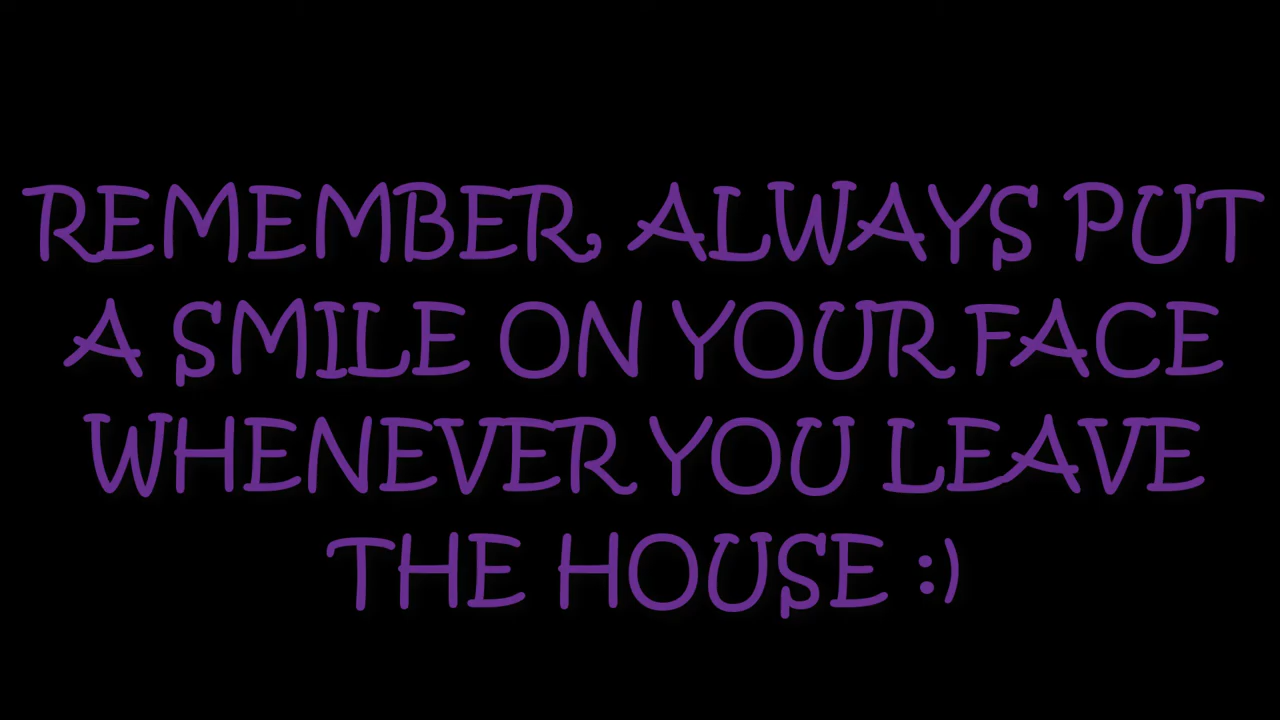 REMEMBER, ALWAYS PUT
A SMILE ON YOUR FACE
WHENEVER YOU LEAVE
THE HOUSE :)